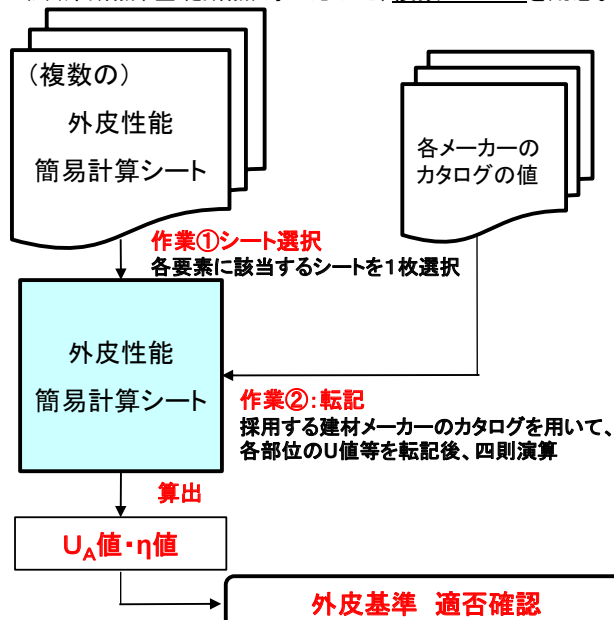 (複数の)
外皮性能
簡易計算シート
各メーカーの
カタログの値
作業①シート選択
各要素に該当するシートを1枚選択
外皮性能
簡易計算シート
作業②:転記
採用する建材メーカーのカタログを用いて、
各部位のU値等を転記後、四則演算
算出
UA値・η値
外皮基準 適否確認